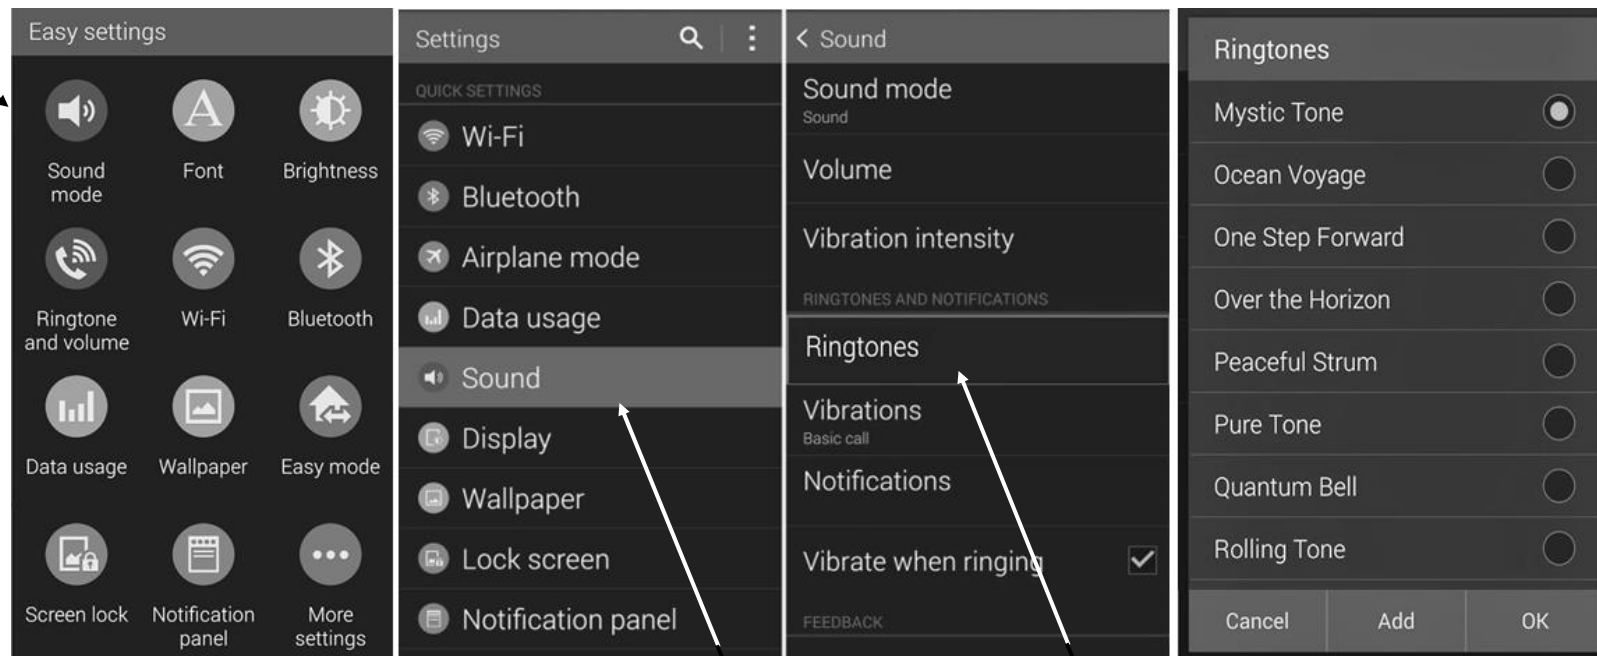 Easy settings
Sound
mode
Font
Brightness
Ringtone
and volume
Wi-Fi
Bluetooth
Data usage
Wallpaper
Easy mode
Screen lock
Notification
panel
More
settings
Settings
QUICK SETTINGS
Wi-Fi
Bluetooth
Airplane mode
Data usage
Sound
Display
Wallpaper
Lock screen
Notification panel
Sound
Sound mode
Sound
Volume
Vibration intensity
RINGTONES AND NOTIFICATIONS
Ringtones
Vibrations
Basic call
Notifications
Vibrate when ringing
FEEDBACK
Ringtones
Mystic Tone
Ocean Voyage
One Step Forward
Over the Horizon
Peaceful Strum
Pure Tone
Quantum Bell
Rolling Tone
Cancel
Add
OK